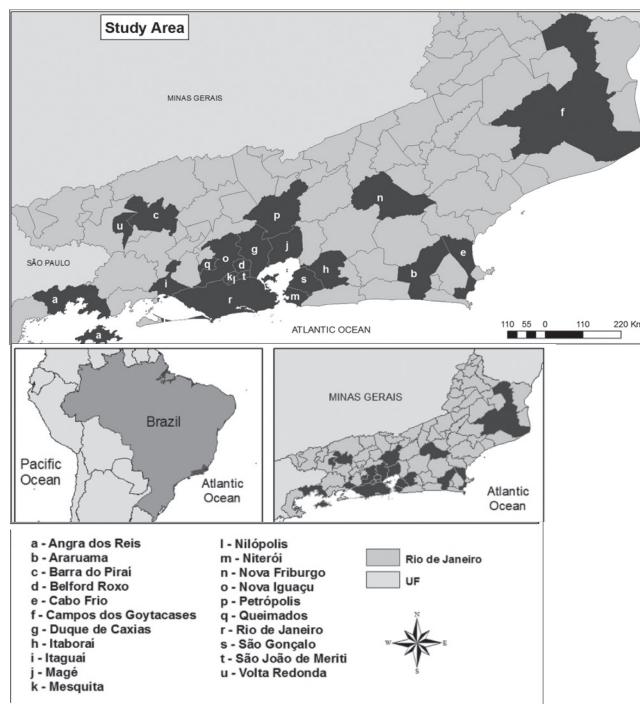 Study Area
MINAS GERAIS
f
n
u
c
p
o
g
j
q
d
k
t
l
i
r
s
h
m
b
e
SÃO PAULO
a
a
ATLANTIC OCEAN
110 55 0 110 220 Km
Brazil
Pacific
Ocean
Atlantic
Ocean
MINAS GERAIS
Atlantic
Ocean
a - Angra dos Reis
b - Araruama
c - Barra do Piraí
d - Belford Roxo
e - Cabo Frio
f - Campos dos Goytacases
g - Duque de Caxias
h - Itaboraí
i - Itaguaí
j - Magé
k - Mesquita
l - Nilópolis
m - Niterói
n - Nova Friburgo
o - Nova Iguaçu
p - Petrópolis
q - Queimados
r - Rio de Janeiro
s - São Gonçalo
t - São João de Meriti
u - Volta Redonda
Rio de Janeiro
UF
N
W E
S